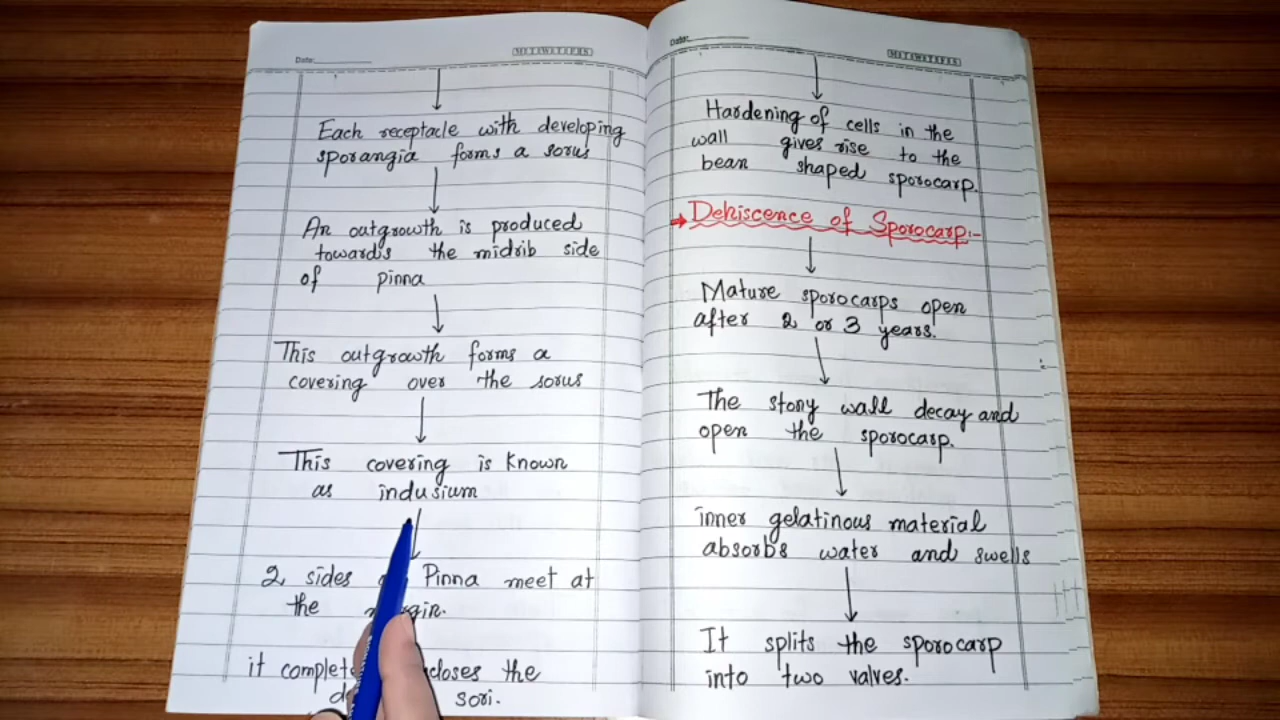 Date:
M T W T F S S
Each receptacle with developing
sporangia forms a sorus
An outgrowth is produced
towards the midrib side
of pinna
This outgrowth forms a
covering over the sorus
This covering is known
as indusium
2 sides Pinna meet at
the
it closes the
sori.
Date:
M T W T F S S
Hardening of cells in the
wall gives rise to the
bean shaped sporocarp.
Dehiscence of Sporocarp:-
Mature sporocarps open
after 2 or 3 years.
The stony wall decay and
open the sporocarp.
inner gelatinous material
absorbs water and swells
It splits the sporocarp
into two valves.